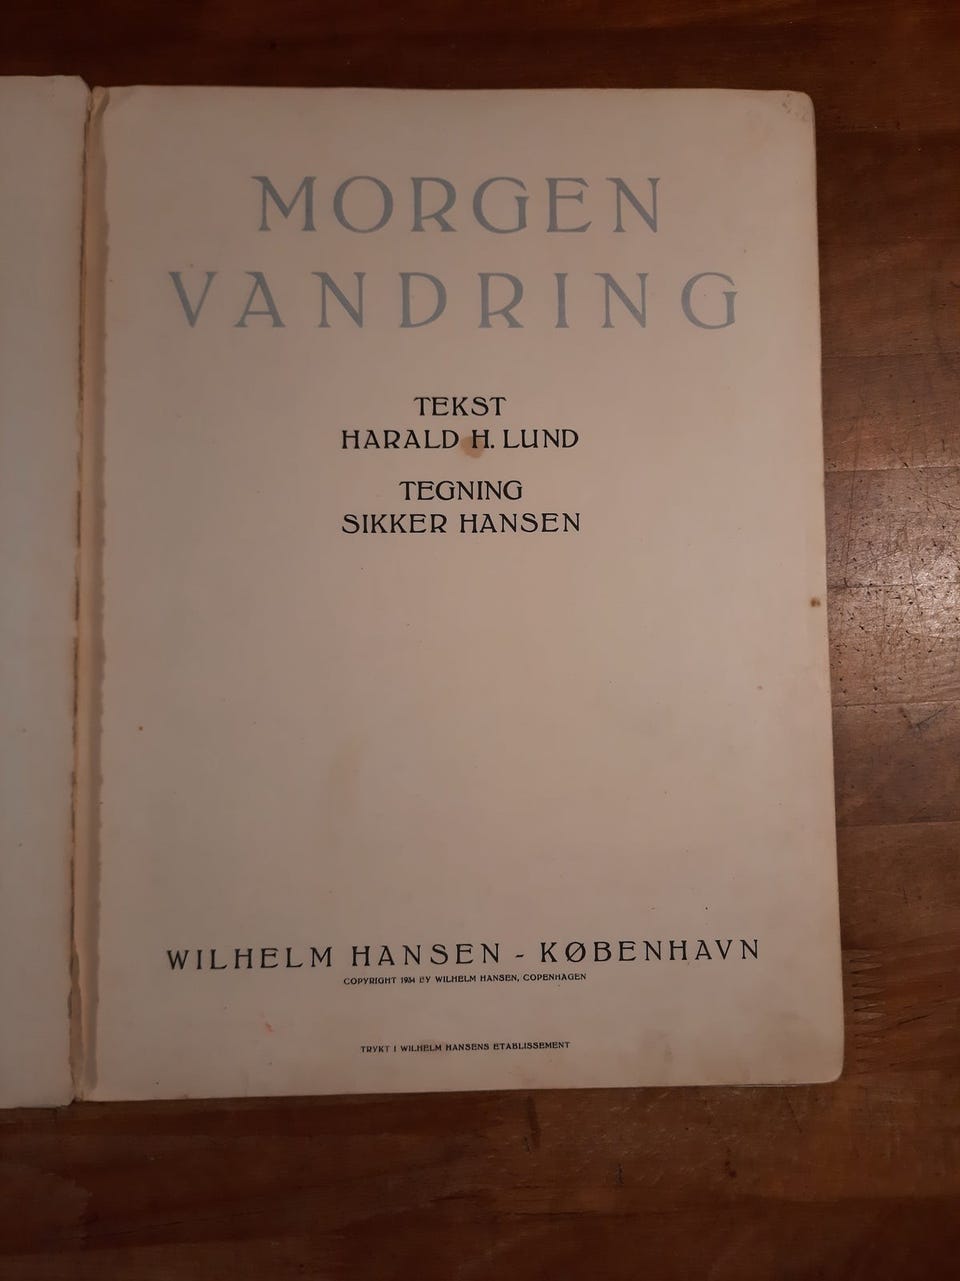 MORGEN
VANDRING
TEKST
HARALD H. LUND
TEGNING
SIKKER HANSEN
WILHELM HANSEN - KØBENHAVN
COPYRIGHT 1934 BY WILHELM HANSEN, COPENHAGEN
TRYKT I WILHELM HANSENS ETABLISSEMENT